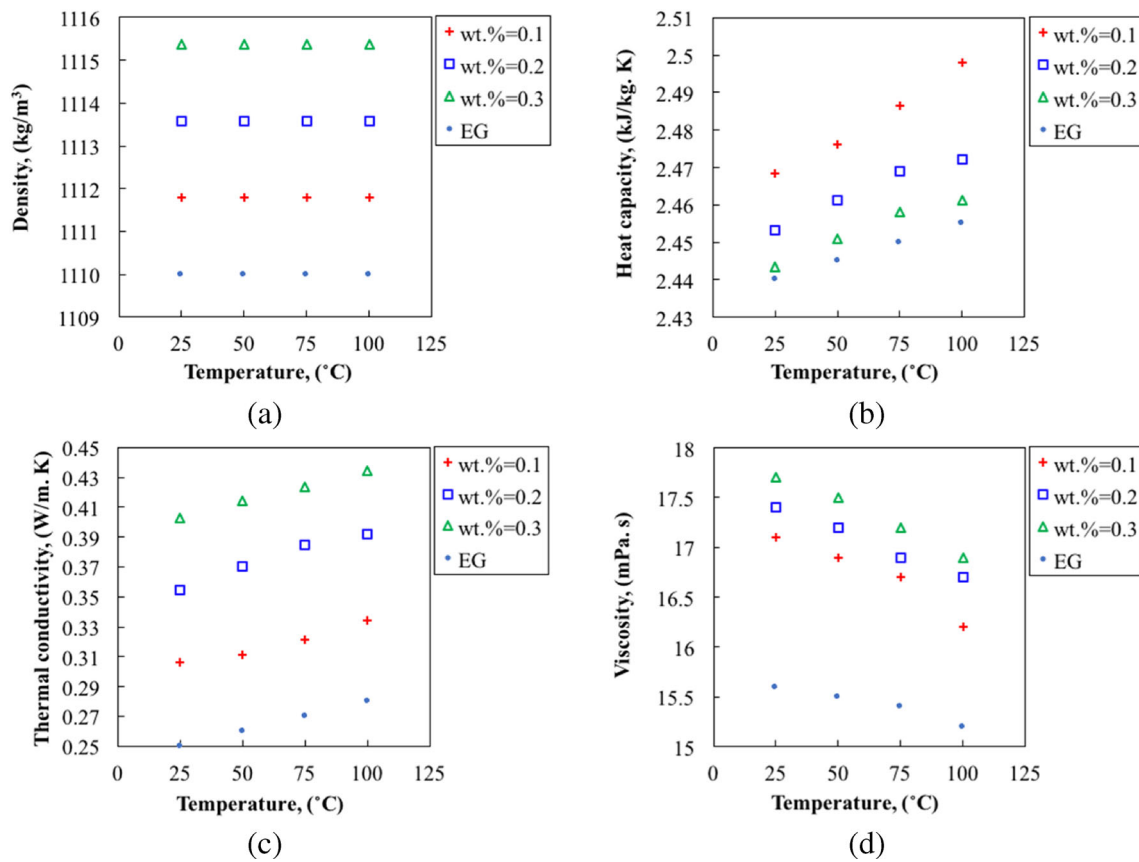 1116
1115
1114
1113
1112
1111
1110
1109
Density, (kg/m³)
0 25 50 75 100 125
Temperature, (˚C)
wt.%=0.1
wt.%=0.2
wt.%=0.3
EG
(a)
2.51
2.5
2.49
2.48
2.47
2.46
2.45
2.44
2.43
Heat capacity, (kJ/kg. K)
0 25 50 75 100 125
Temperature, (˚C)
wt.%=0.1
wt.%=0.2
wt.%=0.3
EG
(b)
0.45
0.43
0.41
0.39
0.37
0.35
0.33
0.31
0.29
0.27
0.25
Thermal conductivity, (W/m. K)
0 25 50 75 100 125
Temperature, (˚C)
wt.%=0.1
wt.%=0.2
wt.%=0.3
EG
(c)
18
17.5
17
16.5
16
15.5
15
Viscosity, (mPa. s)
0 25 50 75 100 125
Temperature, (˚C)
wt.%=0.1
wt.%=0.2
wt.%=0.3
EG
(d)